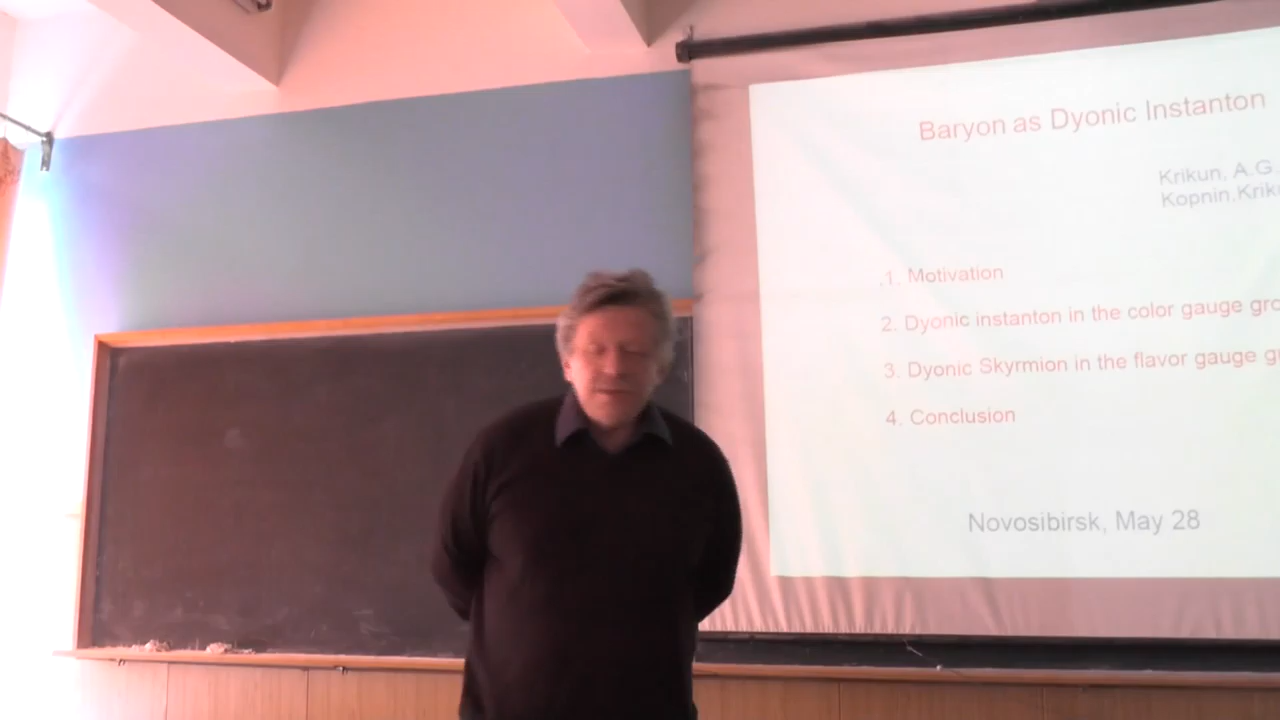 Baryon as Dyonic Instanton
Krikun, A.G.
Kopnin,Krik
1. Motivation
2. Dyonic instanton in the color gauge gro
3. Dyonic Skyrmion in the flavor gauge g
4. Conclusion
Novosibirsk, May 28